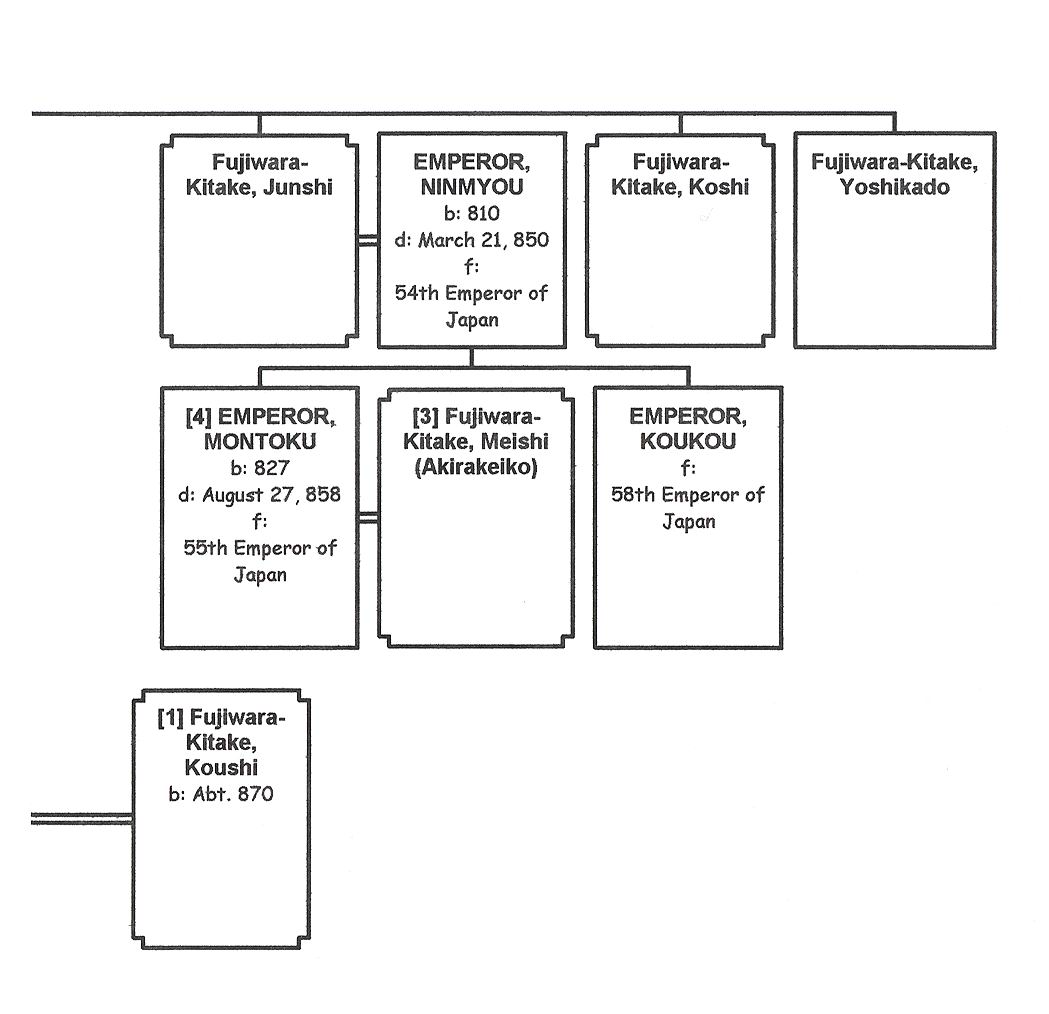 Fujiwara-
Kitake, Junshi
EMPEROR,
NINMYOU
b: 810
d: March 21, 850
f:
54th Emperor of
Japan
Fujiwara-
Kitake, Koshi
Fujiwara-Kitake,
Yoshikado
[4] EMPEROR,
MONTOKU
b: 827
d: August 27, 858
f:
55th Emperor of
Japan
[3] Fujiwara-
Kitake, Meishi
(Akirakeiko)
EMPEROR,
KOUKOU
f:
58th Emperor of
Japan
[1] Fujiwara-
Kitake,
Koushi
b: Abt. 870